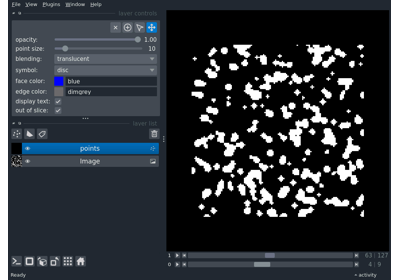 File View Plugins Window Help
layer controls
opacity: 1.00
point size: 10
blending: translucent
symbol: disc
face color: blue
edge color: dimgrey
display text:
out of slice:
layer list
points
Image
1 63 127
0 4 9
Ready
activity